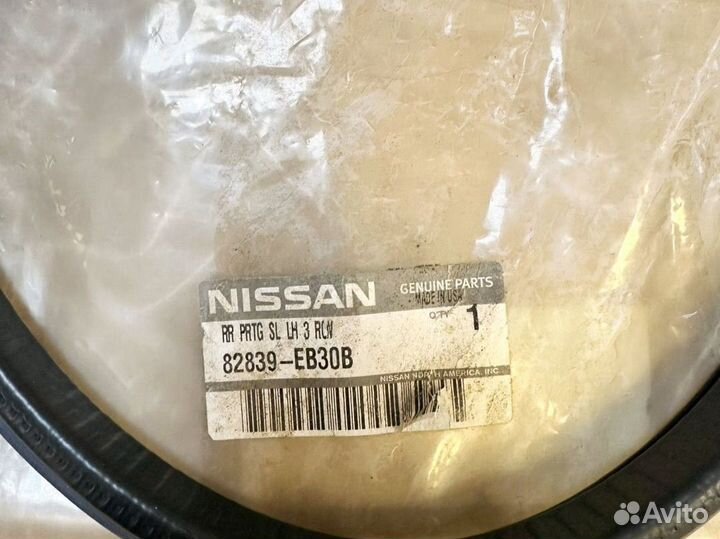 NISSAN
GENUINE PARTS
MADE IN USA
RR PRTG SL LH 3 RCW
QTY 1
82839-EB30B
NISSAN NORTH AMERICA, INC.
Avito